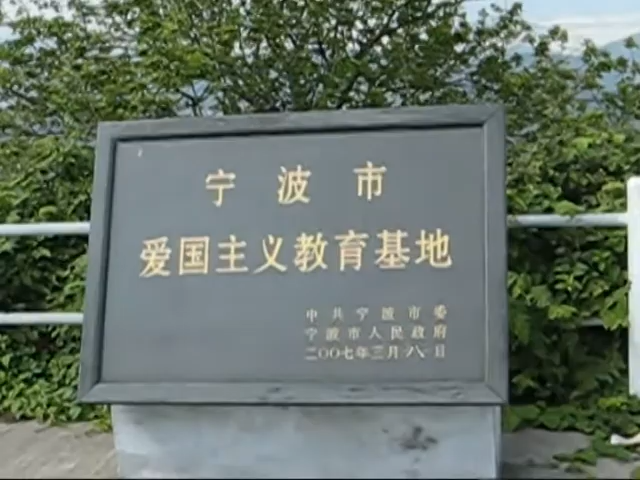 宁波市
爱国主义教育基地
中共宁波市委
宁波市人民政府
二〇〇七年三月八日